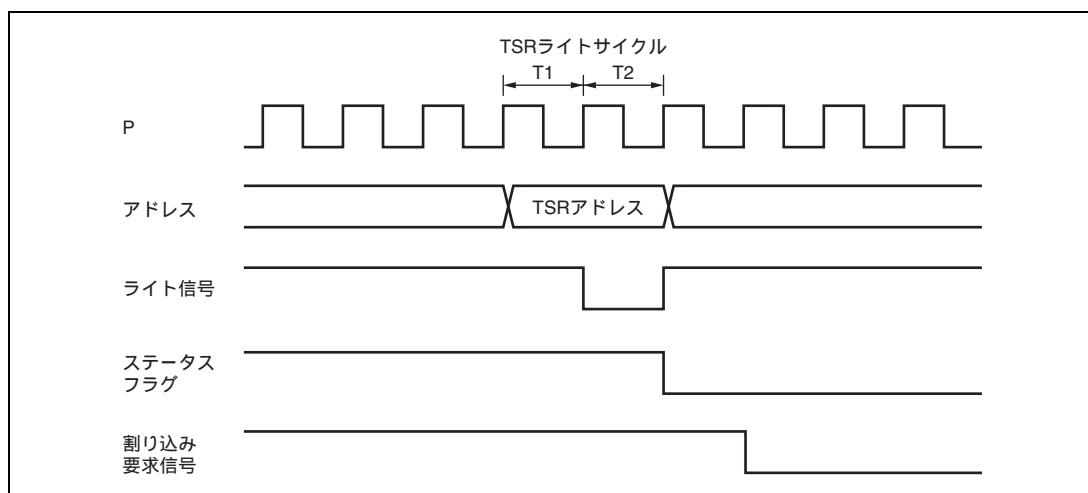 TSRライトサイクル
T1
T2
P
アドレス
TSRアドレス
ライト信号
ステータス
フラグ
割り込み
要求信号